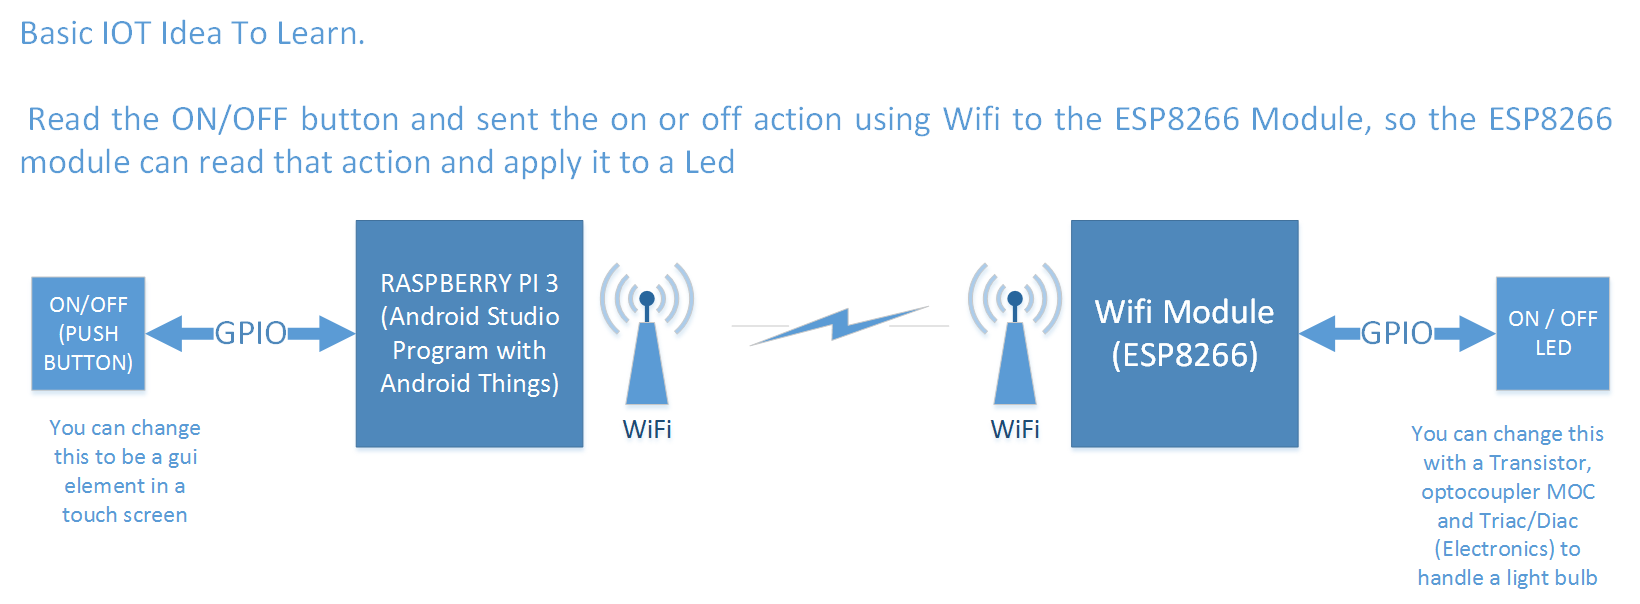 Basic IOT Idea To Learn.
Read the ON/OFF button and sent the on or off action using Wifi to the ESP8266 Module, so the ESP8266
module can read that action and apply it to a Led
ON/OFF
(PUSH
BUTTON)
GPIO
RASPBERRY PI 3
(Android Studio
Program with
Android Things)
WiFi
WiFi
Wifi Module
(ESP8266)
GPIO
ON / OFF
LED
You can change
this to be a gui
element in a
touch screen
You can change this
with a Transistor,
optocoupler MOC
and Triac/Diac
(Electronics) to
handle a light bulb